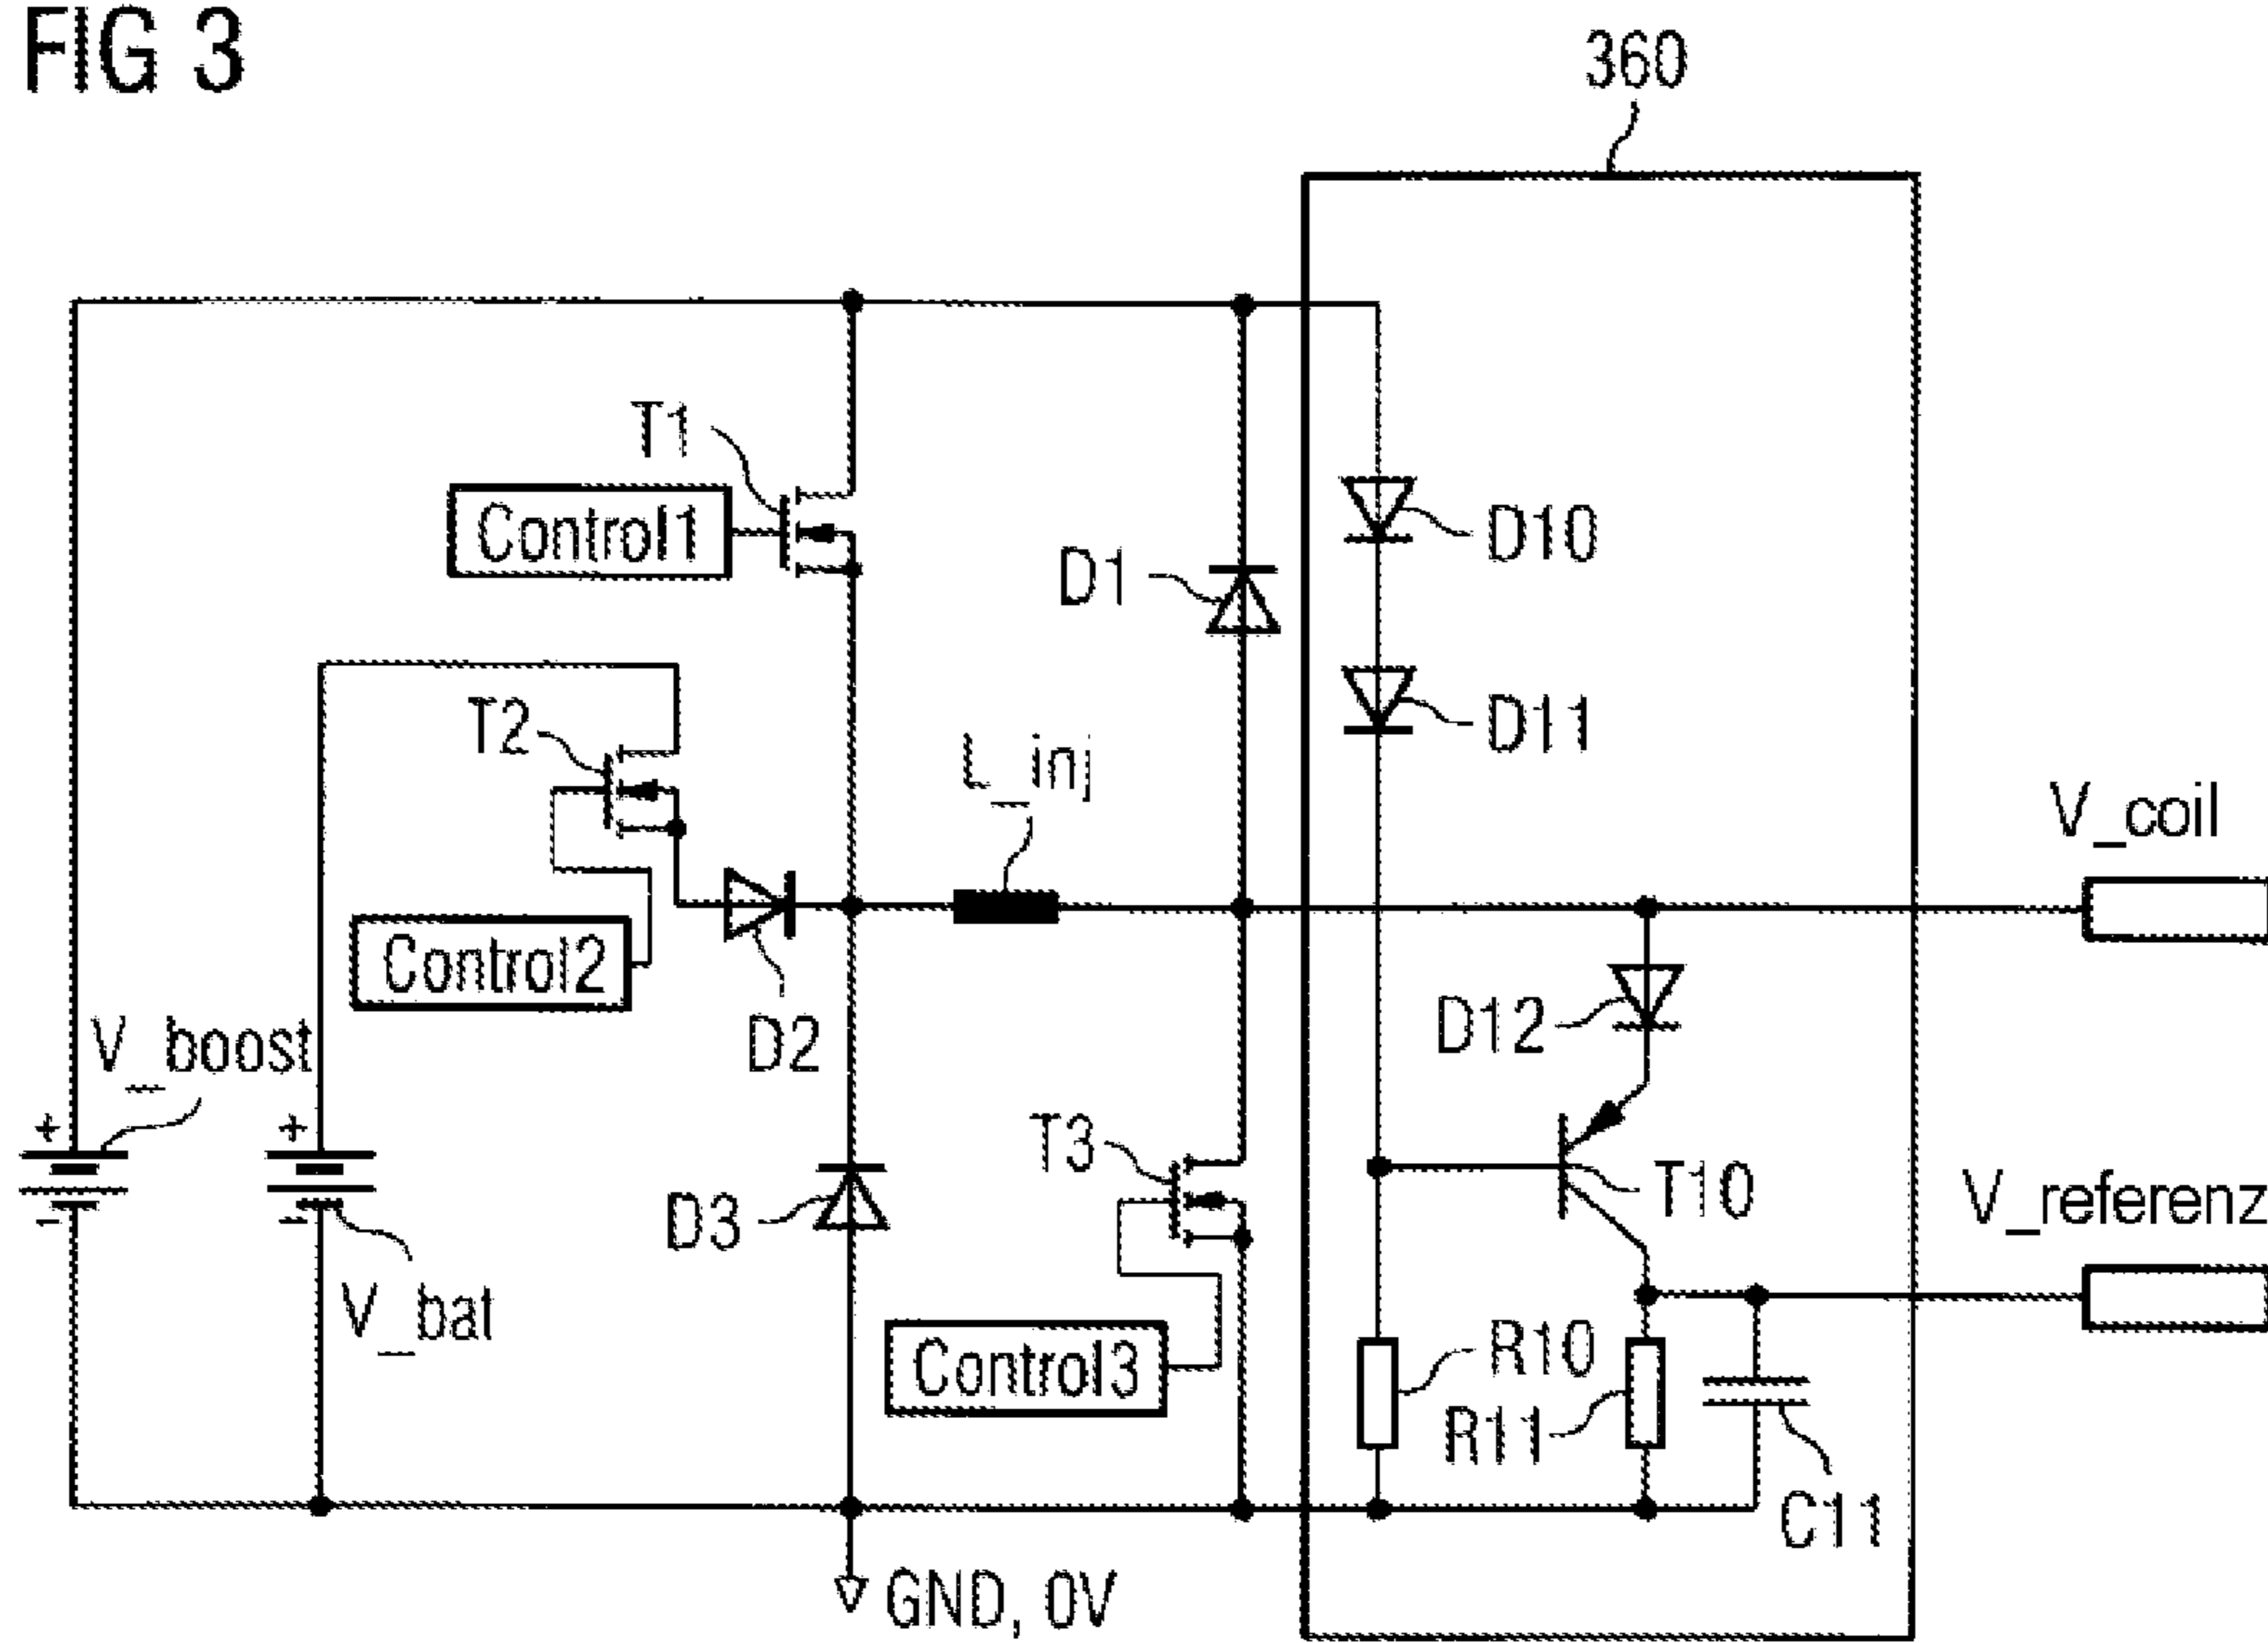 FIG 3
360
T1
Control1
D10
D1
T2
D11
L_inj
V_coil
Control2
D12
D2
V_boost
+
+
T3
T10
V_referenz
D3
-
-
V_bat
R10
Control3
R11
C11
GND, 0V